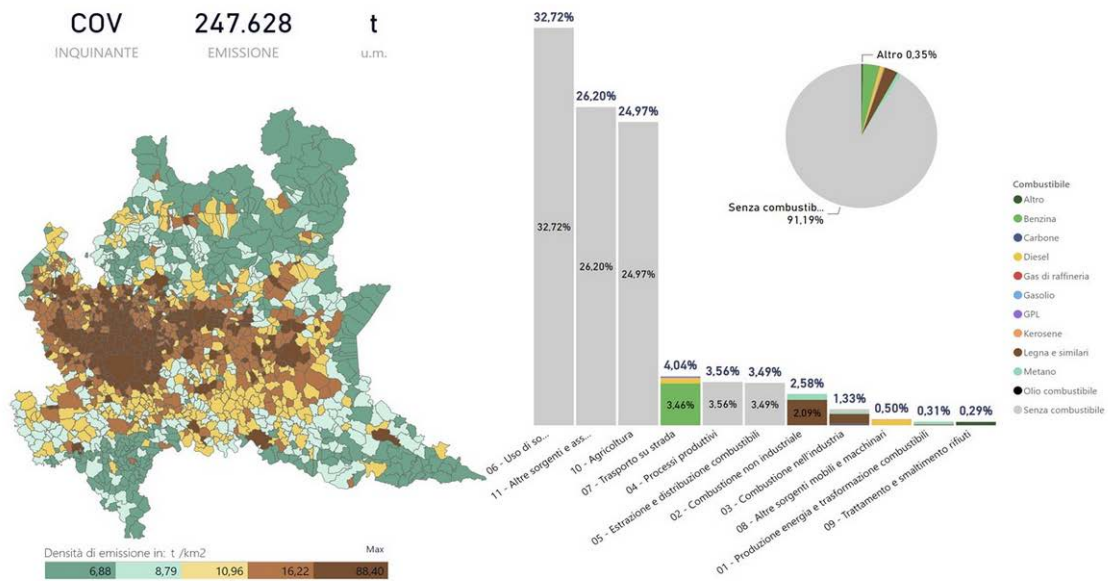 COV 247.628 t
INQUINANTE EMISSIONE u.m.
Densità di emissione in: t /km2 Max
6,88 8,79 10,96 16,22 88,40
32,72%
26,20%
24,97%
4,04%
3,56%
3,49%
2,58%
1,33%
0,50%
0,31%
0,29%
32,72%
26,20%
24,97%
3,46%
3,56%
3,49%
2,09%
06 - Uso di so...
11 - Altre sorgenti e ass...
10 - Agricoltura
07 - Trasporto su strada
04 - Processi produttivi
05 - Estrazione e distribuzione combustibili
02 - Combustione non industriale
03 - Combustione nell'industria
08 - Altre sorgenti mobili e macchinari
01 - Produzione energia e trasformazione combustibili
09 - Trattamento e smaltimento rifiuti
Altro 0,35%
Senza combustib...
91,19%
Combustibile
Altro
Benzina
Carbone
Diesel
Gas di raffineria
Gasolio
GPL
Kerosene
Legna e similari
Metano
Olio combustibile
Senza combustibile